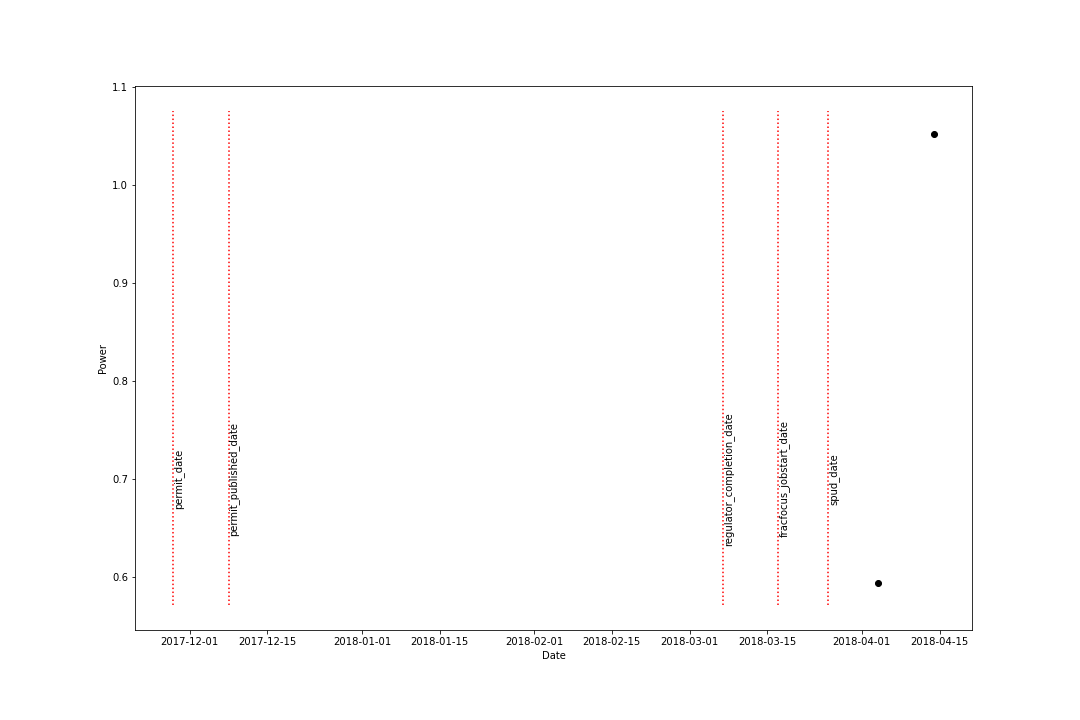 1.1
1.0
0.9
0.8
0.7
0.6
Power
permit_date
permit_published_date
regulator_completion_date
fracfocus_jobstart_date
spud_date
2017-12-01
2017-12-15
2018-01-01
2018-01-15
2018-02-01
2018-02-15
2018-03-01
2018-03-15
2018-04-01
2018-04-15
Date